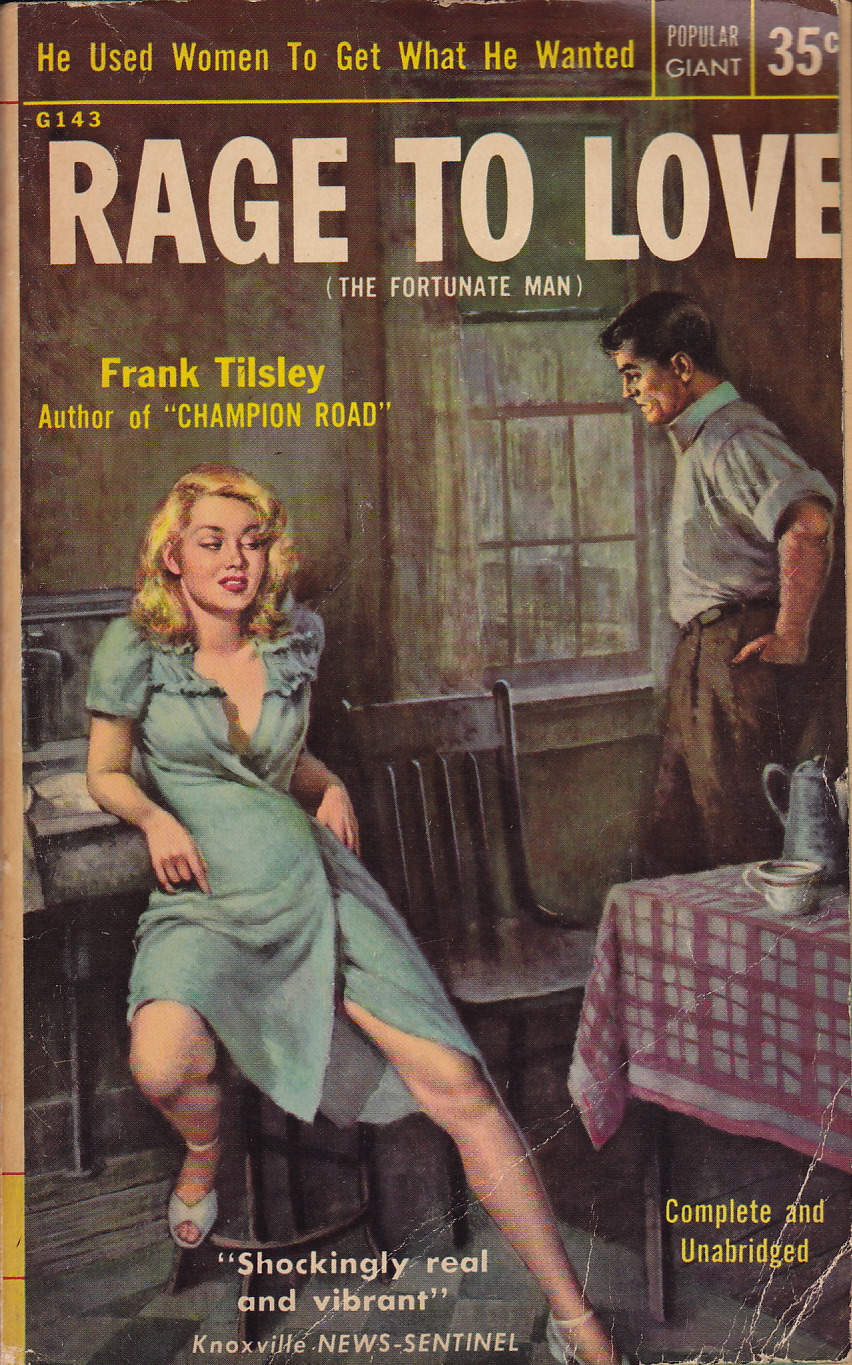 He Used Women To Get What He Wanted
POPULAR
GIANT
35c
G143
RAGE TO LOVE
(THE FORTUNATE MAN)
Frank Tilsley
Author of "CHAMPION ROAD"
Complete and
Unabridged
"Shockingly real
and vibrant"
Knoxville NEWS-SENTINEL